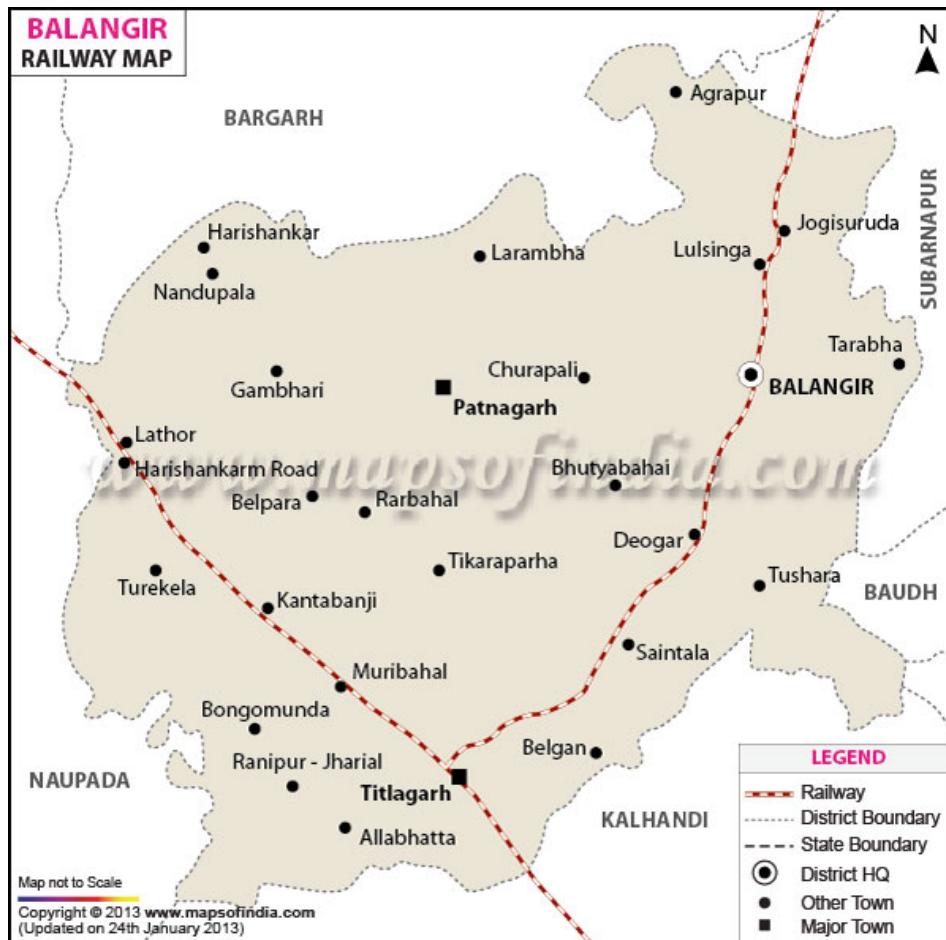 BALANGIR
RAILWAY MAP
N
Agrapur
BARGARH
SUBARNAPUR
Jogisuruda
Harishankar
Larambha
Lulsinga
Nandupala
Tarabha
Churapali
Gambhari
BALANGIR
Patnagarh
Lathor
www.mapsofindia.com
Harishankarm Road
Bhutyabahai
Belpara
Rarbahal
Deogar
Tikaraparha
Tushara
Turekela
BAUDH
Kantabanji
Saintala
Muribahal
Bongomunda
Belgan
Ranipur - Jharial
NAUPADA
Titlagarh
KALHANDI
Allabhatta
LEGEND
Railway
District Boundary
State Boundary
District HQ
Other Town
Major Town
Map not to Scale
Copyright © 2013 www.mapsofindia.com
(Updated on 24th January 2013)